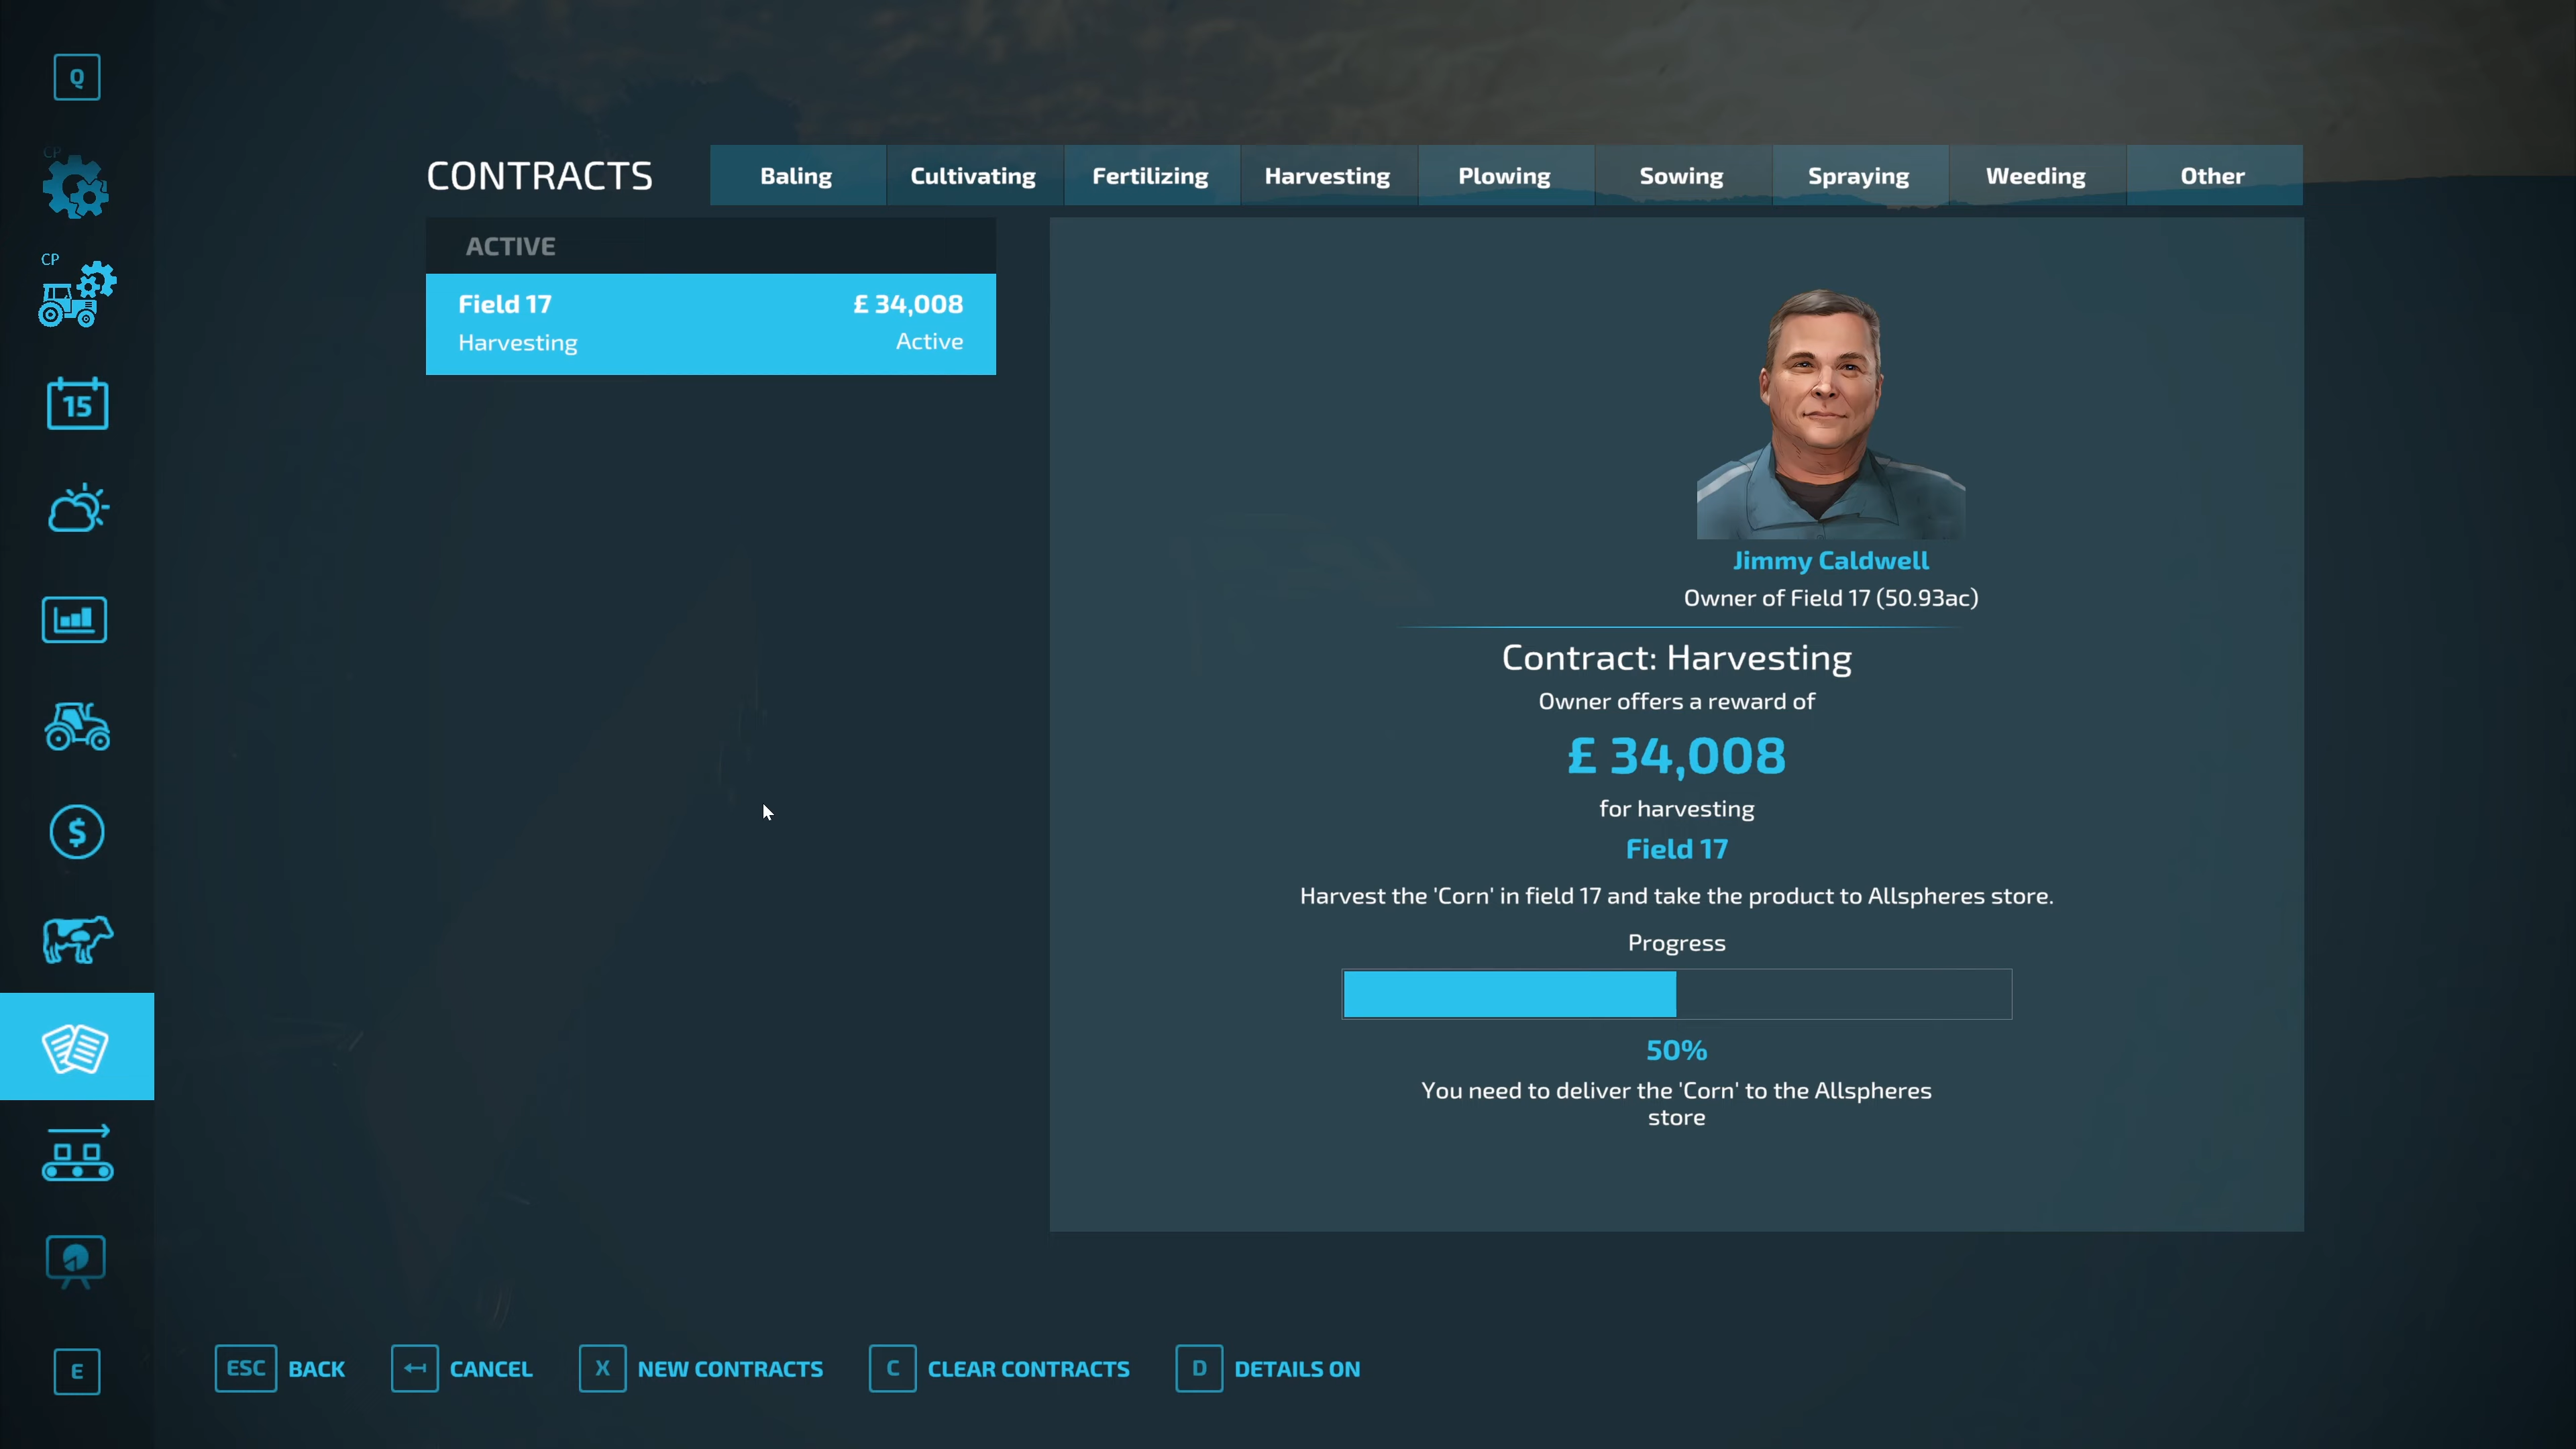 Q
CP
CP
15
$
E
CONTRACTS
Baling
Cultivating
Fertilizing
Harvesting
Plowing
Sowing
Spraying
Weeding
Other
ACTIVE
Field 17 £ 34,008
Harvesting Active
Jimmy Caldwell
Owner of Field 17 (50.93ac)
Contract: Harvesting
Owner offers a reward of
£ 34,008
for harvesting
Field 17
Harvest the 'Corn' in field 17 and take the product to Allspheres store.
Progress
50%
You need to deliver the 'Corn' to the Allspheres
store
ESC BACK
CANCEL
X NEW CONTRACTS
C CLEAR CONTRACTS
D DETAILS ON